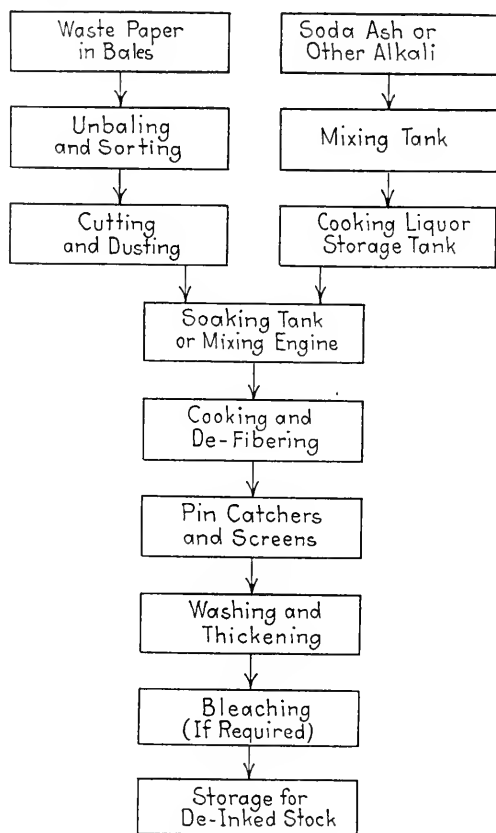 Waste Paper
in Bales
Soda Ash or
Other Alkali
Unbaling
and Sorting
Mixing Tank
Cutting
and Dusting
Cooking Liquor
Storage Tank
Soaking Tank
or Mixing Engine
Cooking and
De-Fibering
Pin Catchers
and Screens
Washing and
Thickening
Bleaching
(If Required)
Storage for
De-Inked Stock